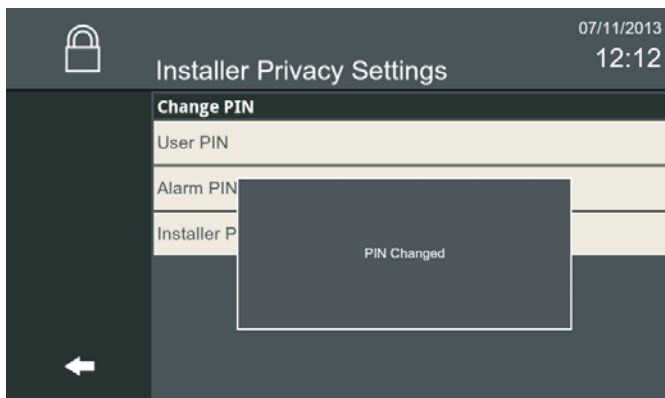 07/11/2013
12:12
Installer Privacy Settings
Change PIN
User PIN
Alarm PIN
Installer P
PIN Changed